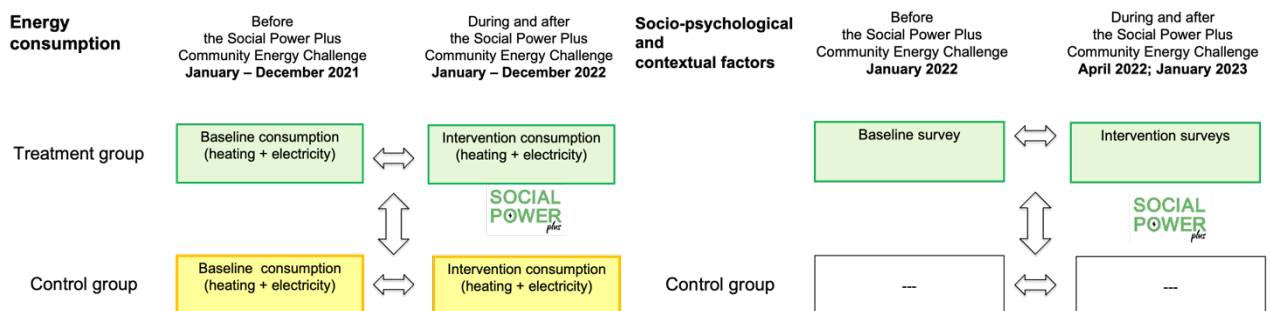 Energy
consumption
Before
the Social Power Plus
Community Energy Challenge
January – December 2021
During and after
the Social Power Plus
Community Energy Challenge
January – December 2022
Treatment group
Baseline consumption
(heating + electricity)
Intervention consumption
(heating + electricity)
SOCIAL
POWER
plus
Control group
Baseline consumption
(heating + electricity)
Intervention consumption
(heating + electricity)
Socio-psychological
and
contextual factors
Before
the Social Power Plus
Community Energy Challenge
January 2022
During and after
the Social Power Plus
Community Energy Challenge
April 2022; January 2023
Baseline survey
Intervention surveys
SOCIAL
POWER
plus
Control group
---
---